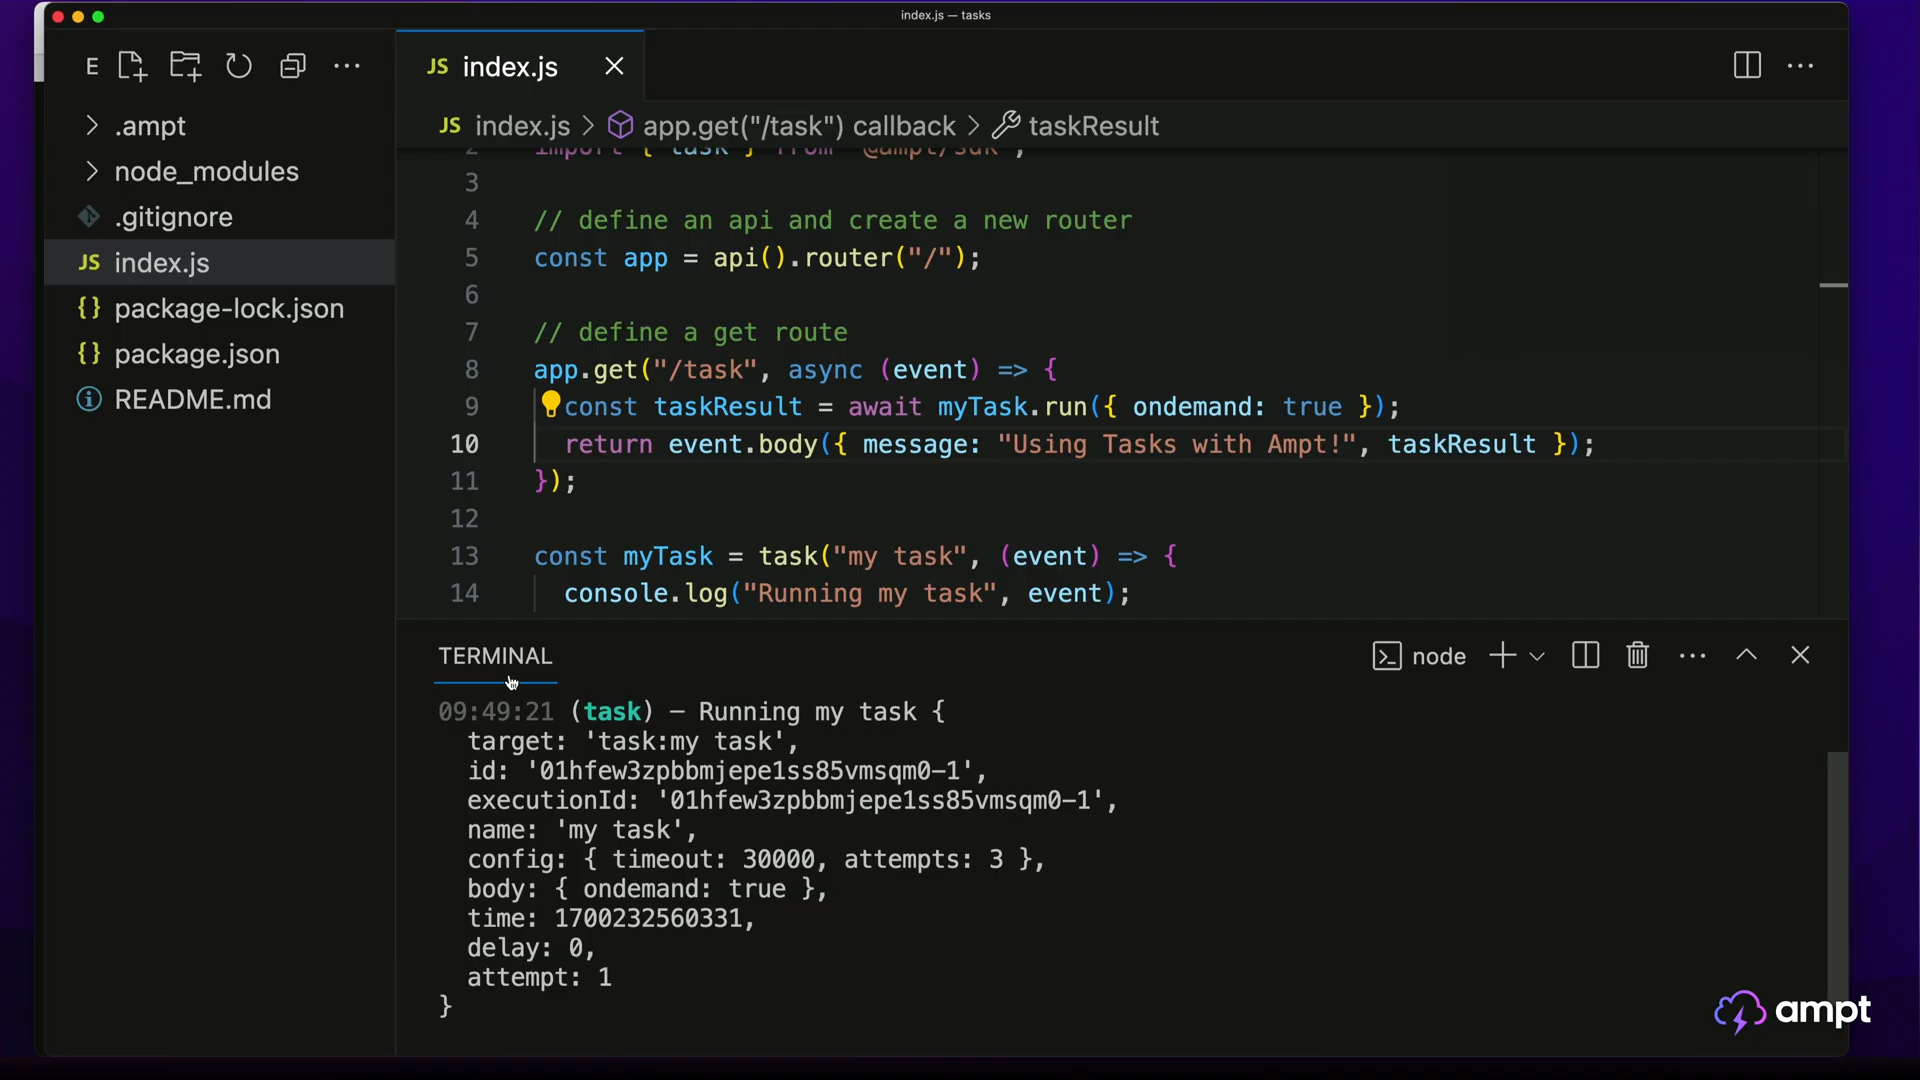 index.js — tasks
E
JS index.js
JS index.js > app.get("/task") callback > taskResult
.ampt
node_modules
.gitignore
JS index.js
{} package-lock.json
{} package.json
README.md
2 import { task } from "@ampt/sdk";
3
4 // define an api and create a new router
5 const app = api().router("/");
6
7 // define a get route
8 app.get("/task", async (event) => {
9 const taskResult = await myTask.run({ ondemand: true });
10 return event.body({ message: "Using Tasks with Ampt!", taskResult });
11 });
12
13 const myTask = task("my task", (event) => {
14 console.log("Running my task", event);
TERMINAL
node
09:49:21 (task) – Running my task {
target: 'task:my task',
id: '01hfew3zpbbmjepe1ss85vmsqm0-1',
executionId: '01hfew3zpbbmjepe1ss85vmsqm0-1',
name: 'my task',
config: { timeout: 30000, attempts: 3 },
body: { ondemand: true },
time: 1700232560331,
delay: 0,
attempt: 1
}
ampt